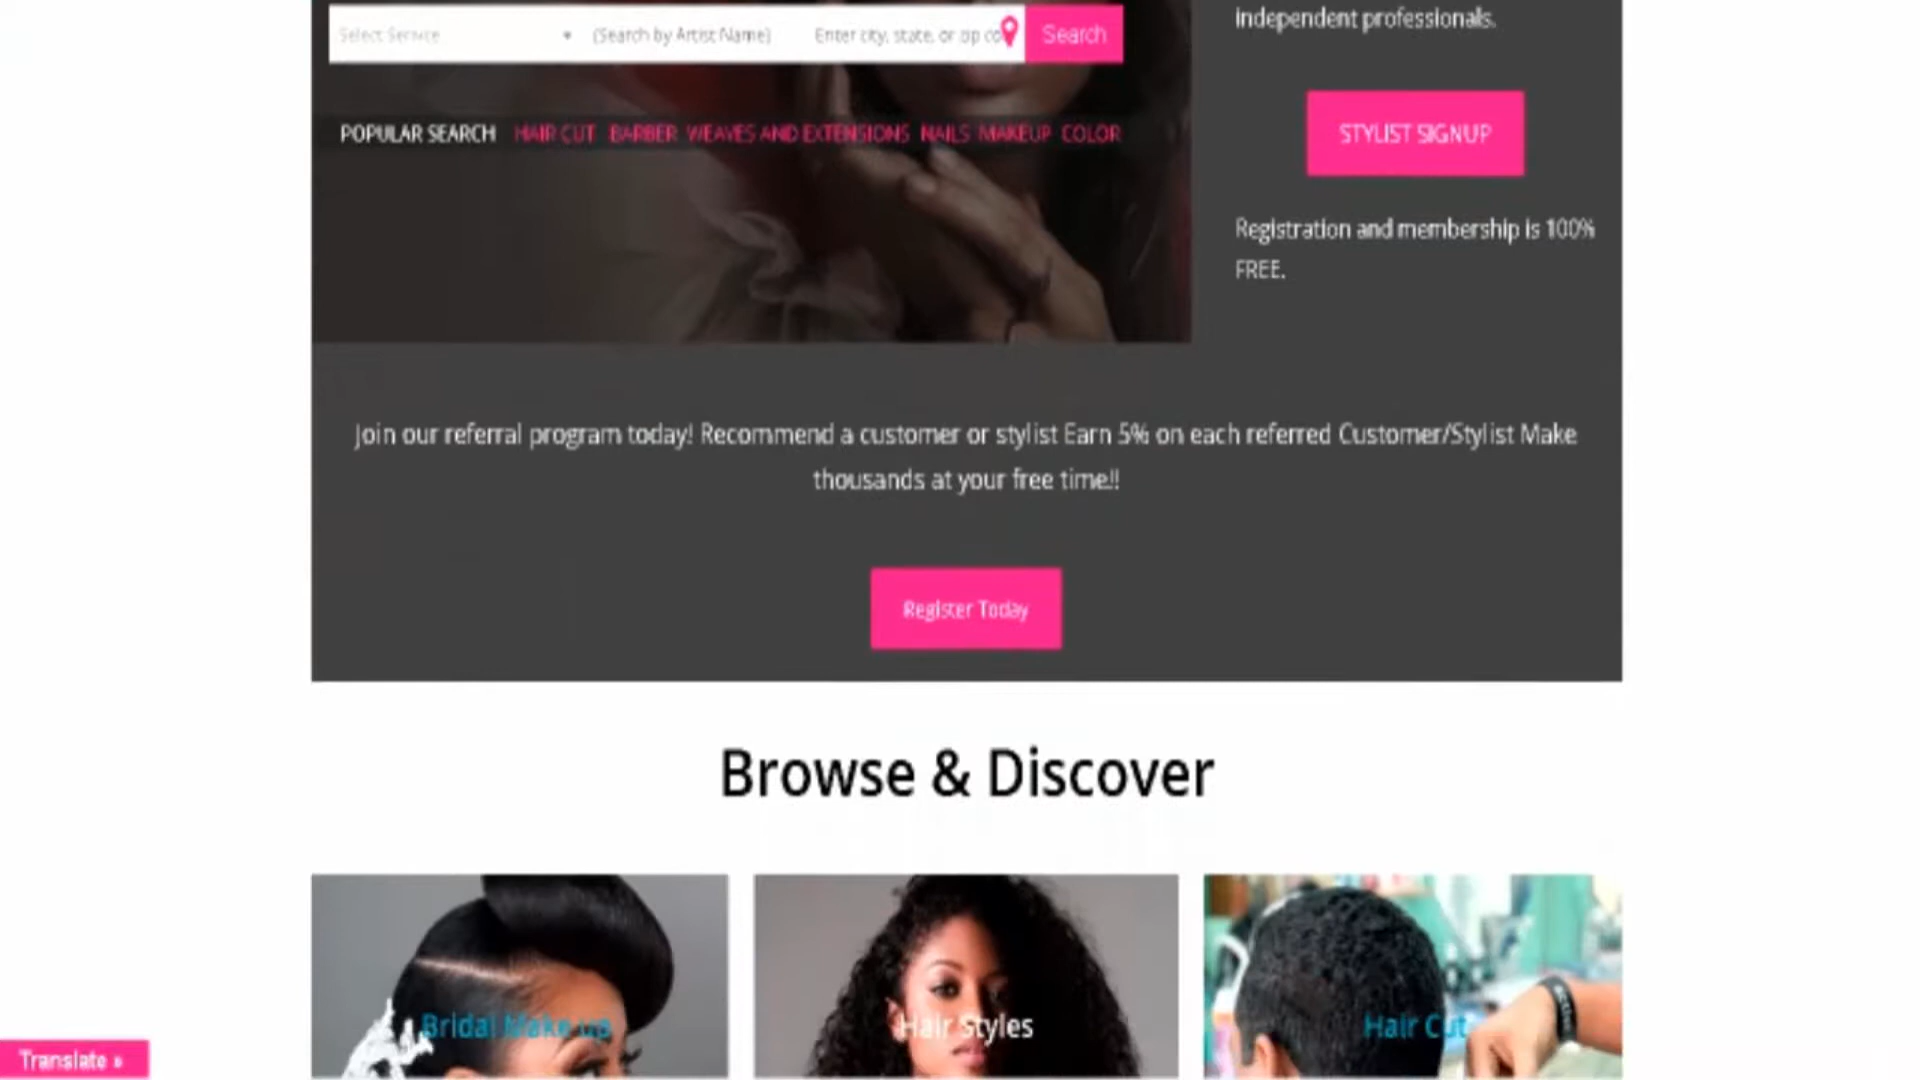 independent professionals.
Select Service
(Search by Artist Name)
Enter city, state, or zip co
Search
POPULAR SEARCH HAIR CUT BARBER WEAVES AND EXTENSIONS NAILS MAKEUP COLOR
STYLIST SIGNUP
Registration and membership is 100%
FREE.
Join our referral program today! Recommend a customer or stylist Earn 5% on each referred Customer/Stylist Make
thousands at your free time!!
Register Today
Browse & Discover
Bridal Make up
Hair Styles
Hair Cut
Translate »